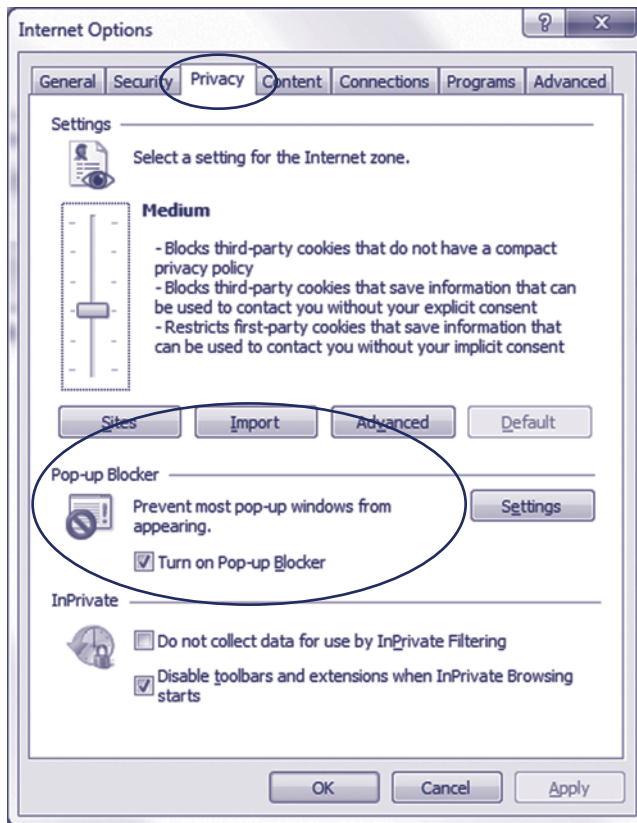 Internet Options
General Security Privacy Content Connections Programs Advanced
Settings
Select a setting for the Internet zone.
Medium
- Blocks third-party cookies that do not have a compact
privacy policy
- Blocks third-party cookies that save information that can
be used to contact you without your explicit consent
- Restricts first-party cookies that save information that
can be used to contact you without your implicit consent
Sites Import Advanced Default
Pop-up Blocker
Prevent most pop-up windows from
appearing.
Settings
Turn on Pop-up Blocker
InPrivate
Do not collect data for use by InPrivate Filtering
Disable toolbars and extensions when InPrivate Browsing
starts
OK Cancel Apply